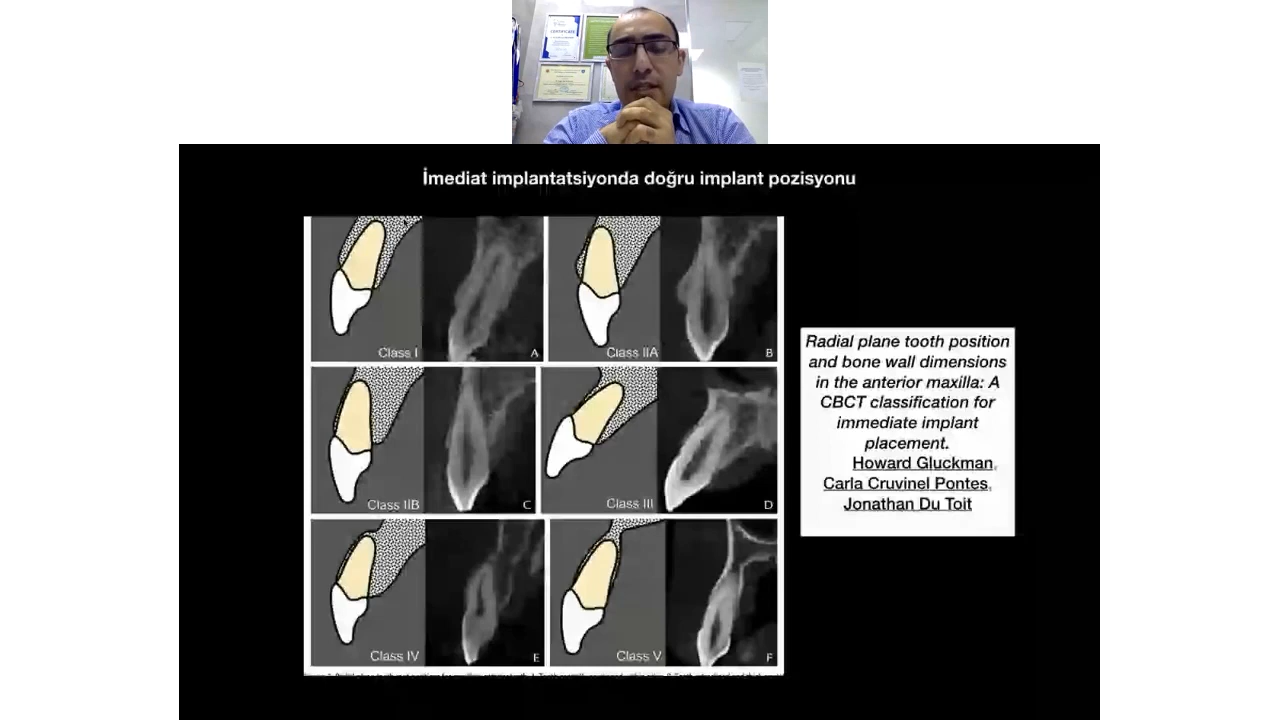 CERTIFICATE
İmediat implantatsiyonda doğru implant pozisyonu
Class I
A
Class IIA
B
Class IIB
C
Class III
D
Class IV
E
Class V
F
Radial plane tooth position
and bone wall dimensions
in the anterior maxilla: A
CBCT classification for
immediate implant
placement.
Howard Gluckman,
Carla Cruvinel Pontes,
Jonathan Du Toit